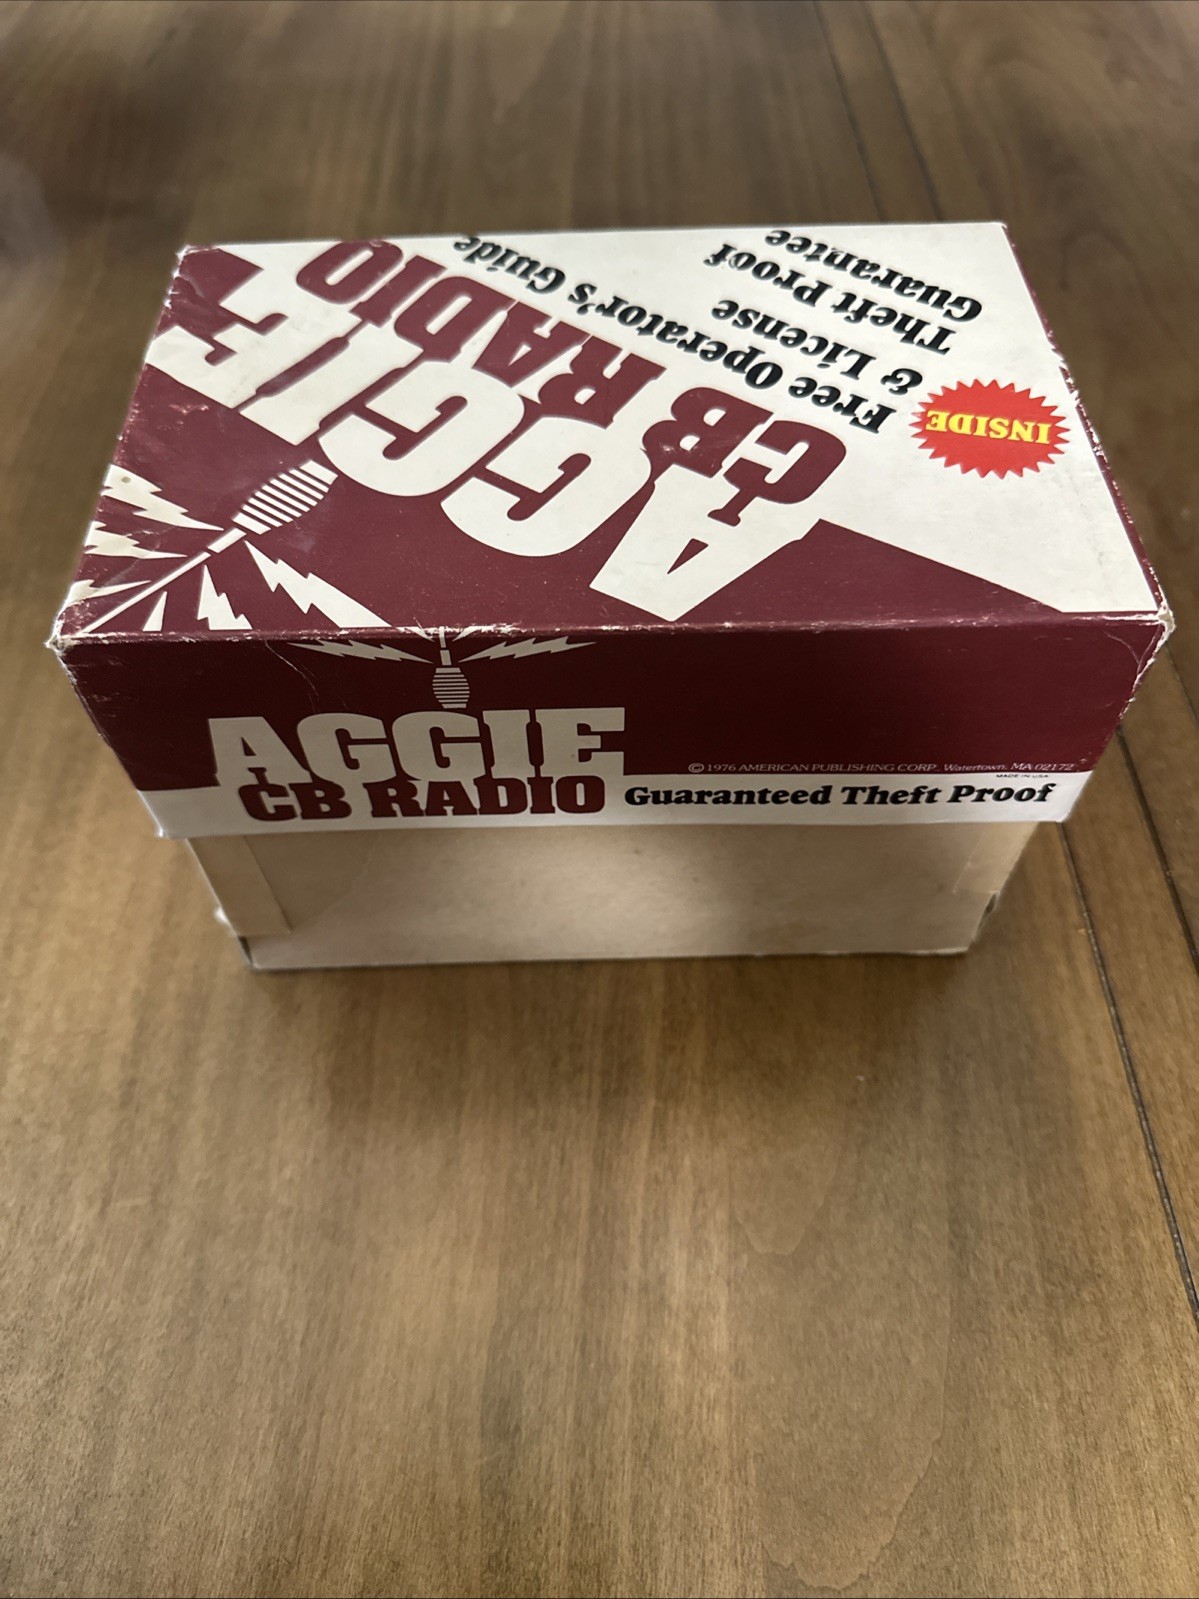 AGGIE
CB RADIO
Free Operator's Guide
& License
Theft Proof
Guarantee
INSIDE
AGGIE
CB RADIO
© 1976 AMERICAN PUBLISHING CORP., Watertown, MA 02172
MADE IN USA
Guaranteed Theft Proof